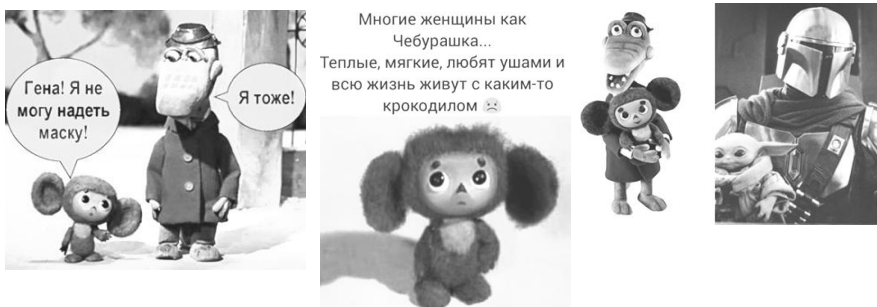 Гена! Я не
могу надеть
маску!
Я тоже!
Многие женщины как
Чебурашка...
Теплые, мягкие, любят ушами и
всю жизнь живут с каким-то
крокодилом ☹